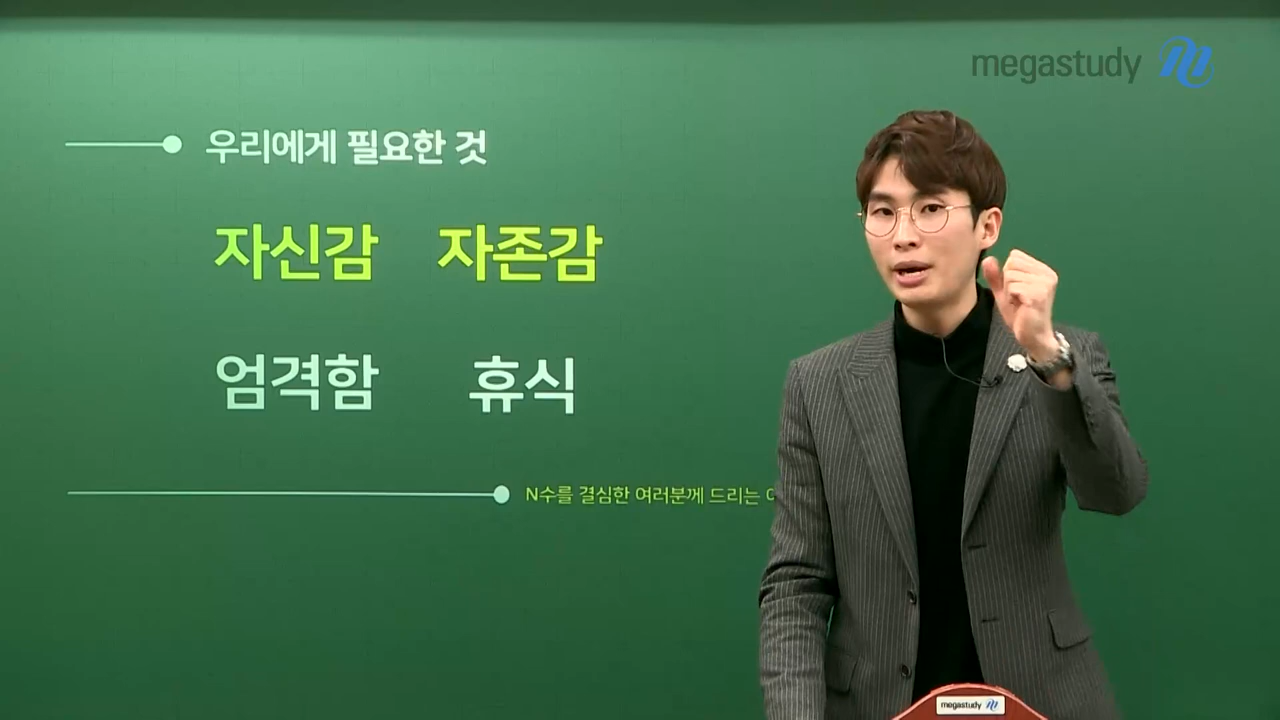 megastudy
우리에게 필요한 것
자신감 자존감
엄격함 휴식
N수를 결심한 여러분께 드리는
megastudy